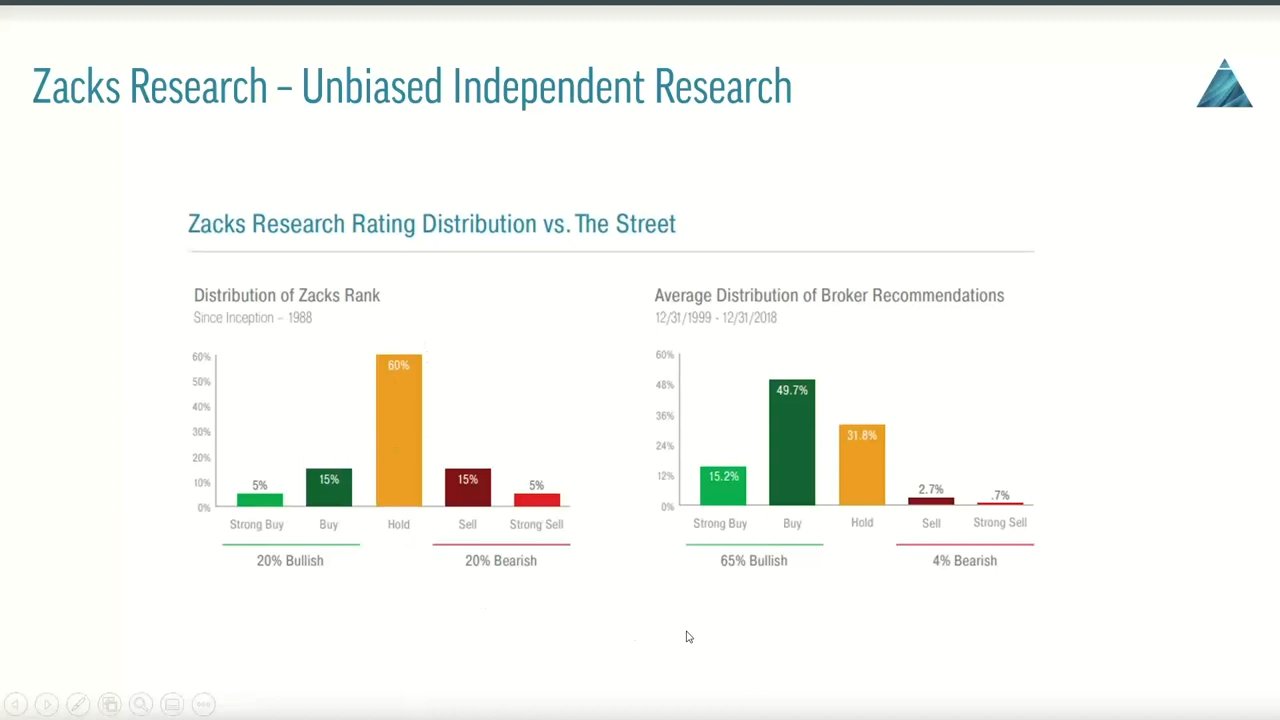 Zacks Research – Unbiased Independent Research
Zacks Research Rating Distribution vs. The Street
Distribution of Zacks Rank
Since Inception – 1988
60%
50%
40%
30%
20%
10%
0%
5%
15%
60%
15%
5%
Strong Buy
Buy
Hold
Sell
Strong Sell
20% Bullish
20% Bearish
Average Distribution of Broker Recommendations
12/31/1999 - 12/31/2018
60%
48%
36%
24%
12%
0%
15.2%
49.7%
31.8%
2.7%
.7%
Strong Buy
Buy
Hold
Sell
Strong Sell
65% Bullish
4% Bearish